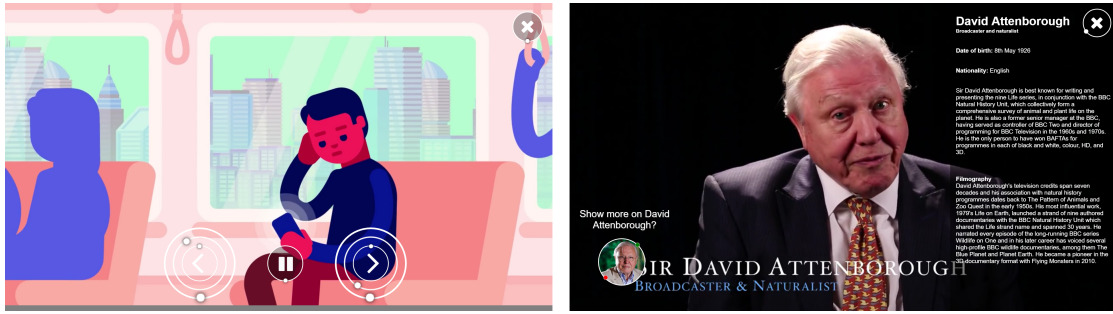 David Attenborough
Broadcaster and naturalist
Date of birth: 8th May 1926
Nationality: English
Sir David Attenborough is best known for writing and
presenting the nine Life series, in conjunction with the BBC
Natural History Unit, which collectively form a
comprehensive survey of animal and plant life on the
planet. He is also a former senior manager at the BBC,
having served as controller of BBC Two and director of
programming for BBC Television in the 1960s and 1970s.
He is the only person to have won BAFTAs for
programmes in each of black and white, colour, HD, and
3D.
Filmography
David Attenborough's television credits span seven
decades and his association with natural history
programmes dates back to The Pattern of Animals and
Zoo Quest in the early 1950s. His most influential work,
1979's Life on Earth, launched a strand of nine authored
documentaries with the BBC Natural History Unit which
shared the Life strand name and spanned 30 years. He
narrated every episode of the long-running BBC series
Wildlife on One and in his later career has voiced several
high-profile BBC wildlife documentaries, among them The
Blue Planet and Planet Earth. He became a pioneer in the
3D documentary format with Flying Monsters in 2010.
Show more on David
Attenborough?
SIR DAVID ATTENBOROUGH
BROADCASTER & NATURALIST